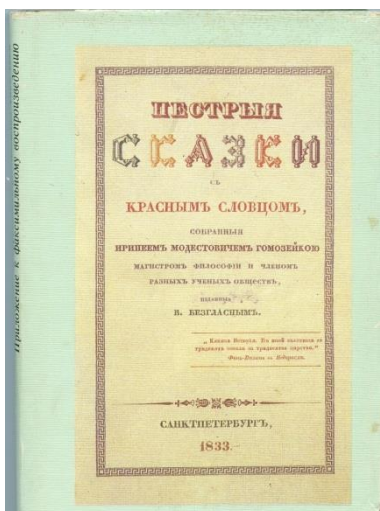 Приложение к факсимильному воспроизведению
ПЕСТРЫЯ
СКАЗКИ
СЪ
КРАСНЫМЪ СЛОВЦОМЪ,
СОБРАННЫЯ
ИРИНЕЕМЪ МОДЕСТОВИЧЕМЪ ГОМОЗЕЙКОЮ
МАГИСТРОМЪ ФИЛОСОФІИ И ЧЛЕНОМЪ
РАЗНЫХЪ УЧЕНЫХЪ ОБЩЕСТВЪ,
В. БЕЗГЛАСНЫМЪ.
САНКТПЕТЕРБУРГЪ,
1833.